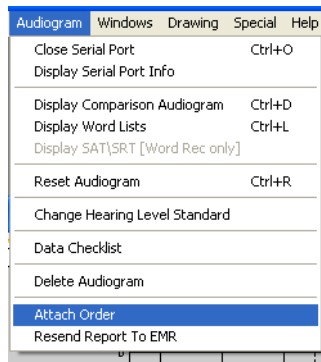 Audiogram Windows Drawing Special Help
Close Serial Port Ctrl+O
Display Serial Port Info
Display Comparison Audiogram Ctrl+D
Display Word Lists Ctrl+L
Display SAT\SRT [Word Rec only]
Reset Audiogram Ctrl+R
Change Hearing Level Standard
Data Checklist
Delete Audiogram
Attach Order
Resend Report To EMR